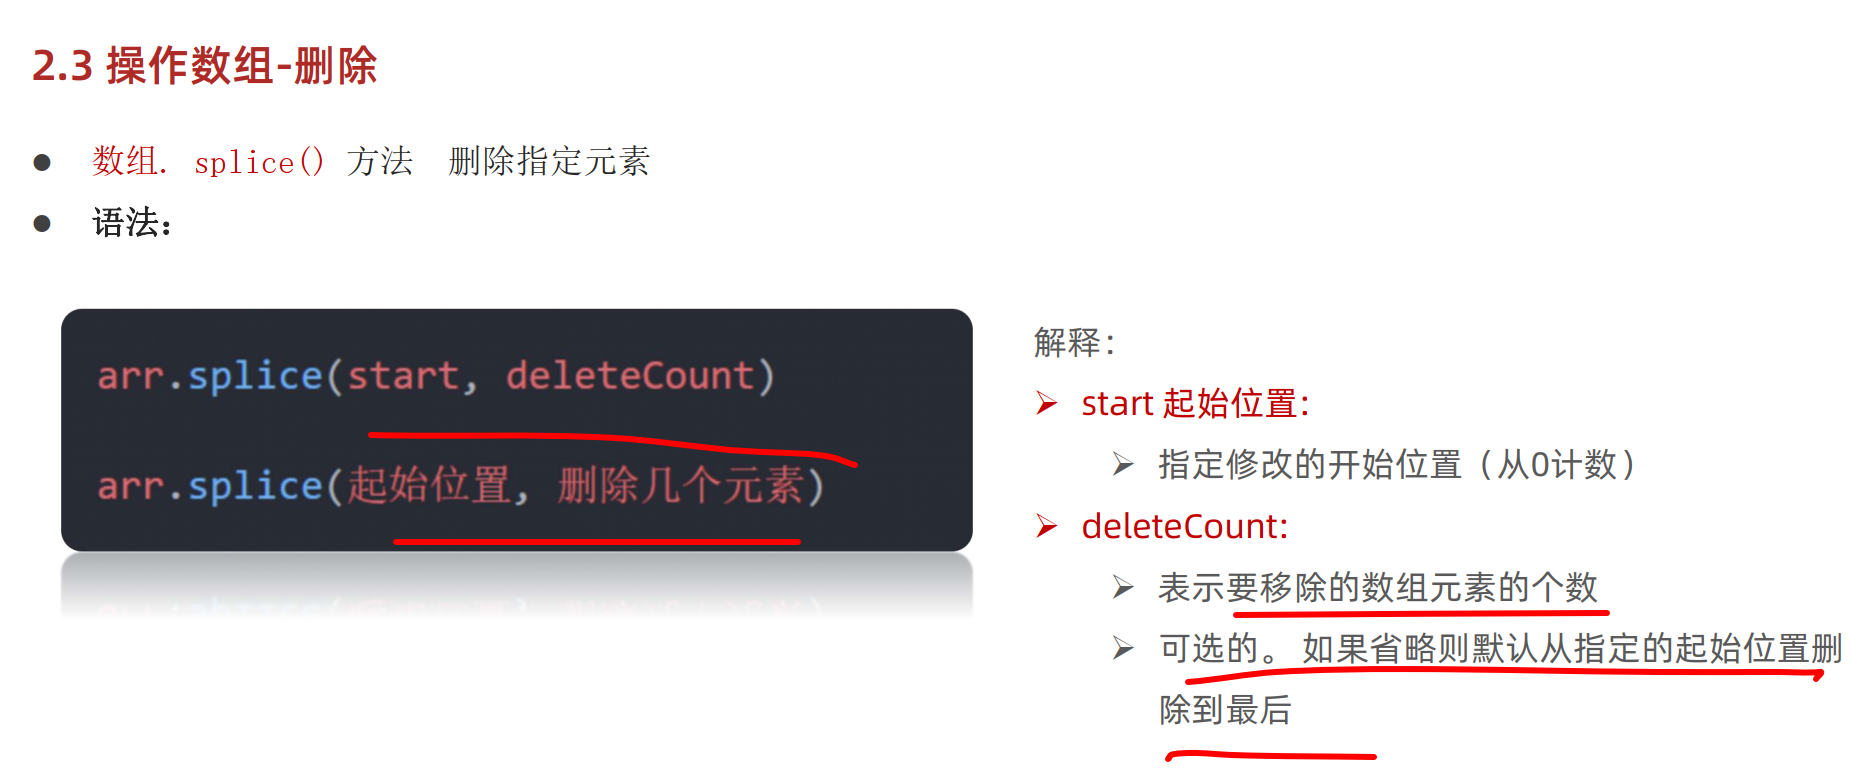 2.3 操作数组-删除
数组. splice() 方法 删除指定元素
语法：
arr.splice(start, deleteCount)
arr.splice(起始位置, 删除几个元素)
解释：
start 起始位置:
指定修改的开始位置（从0计数）
deleteCount:
表示要移除的数组元素的个数
可选的。 如果省略则默认从指定的起始位置删
除到最后